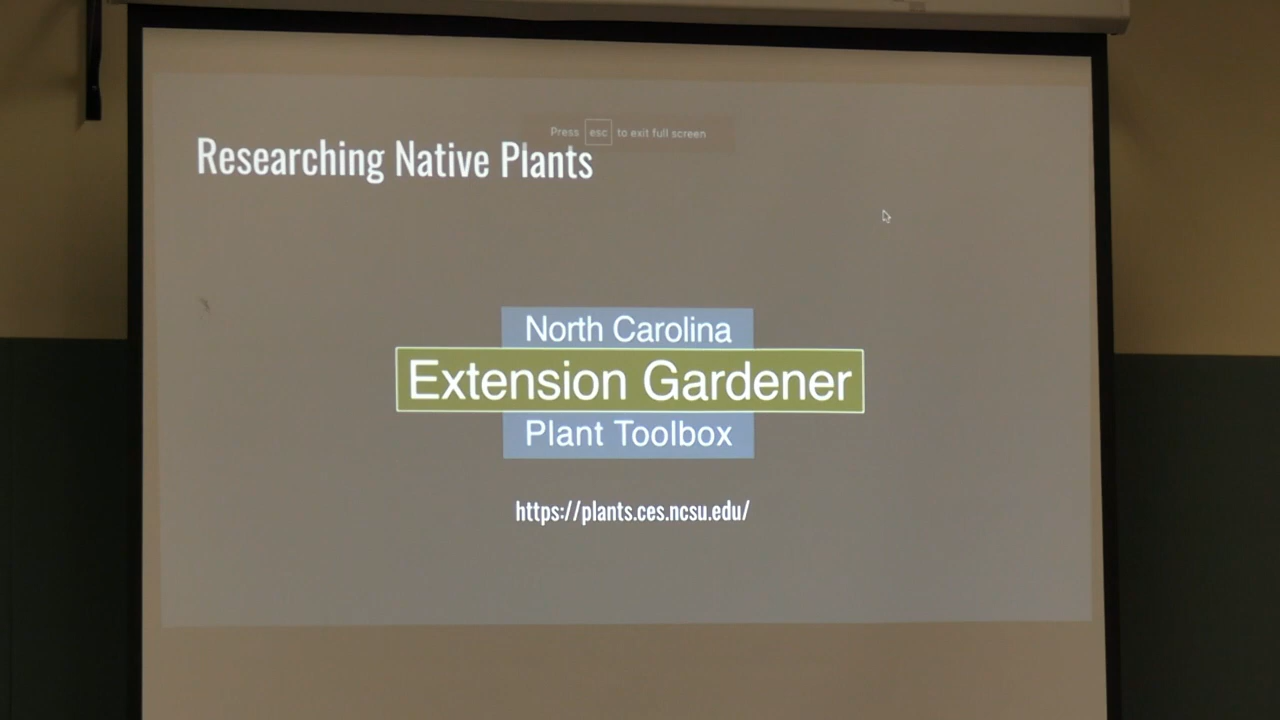 Press esc to exit full screen
Researching Native Plants
North Carolina
Extension Gardener
Plant Toolbox
https://plants.ces.ncsu.edu/